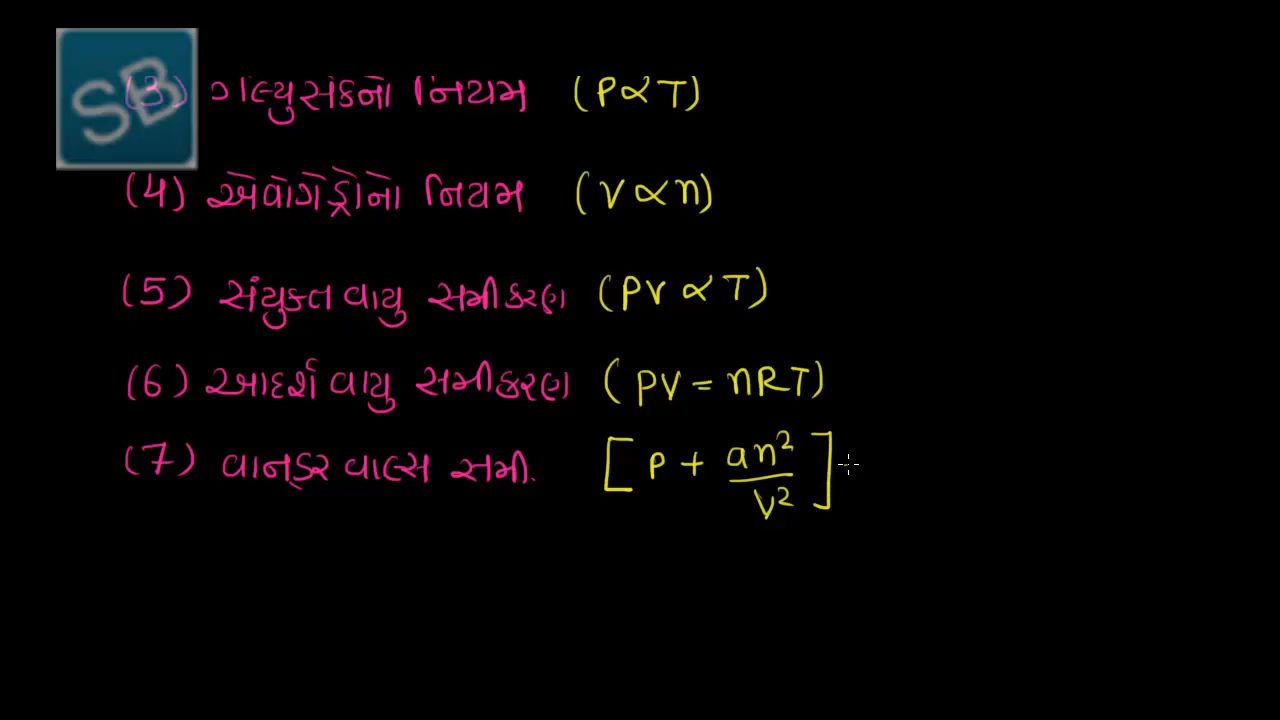 SB
(3) ગેલ્યુસેકનો નિયમ (P∝T)
(4) એવોગેડ્રોનો નિયમ (V∝n)
(5) સંયુક્ત વાયુ સમીકરણ (PV∝T)
(6) આદર્શ વાયુ સમીકરણ (PV = nRT)
(7) વાન્ડર વાલ્સ સમી. [P + an²/V²]